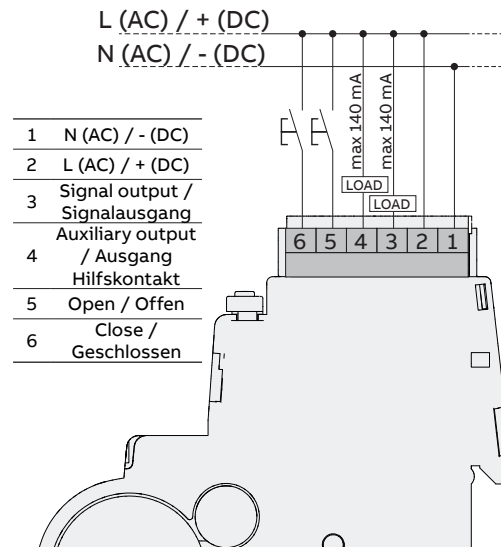 L (AC) / + (DC)
N (AC) / - (DC)
max 140 mA
max 140 mA
LOAD
LOAD
1 N (AC) / - (DC)
2 L (AC) / + (DC)
3 Signal output /
Signalausgang
4 Auxiliary output
/ Ausgang
Hilfskontakt
5 Open / Offen
6 Close /
Geschlossen
6 5 4 3 2 1